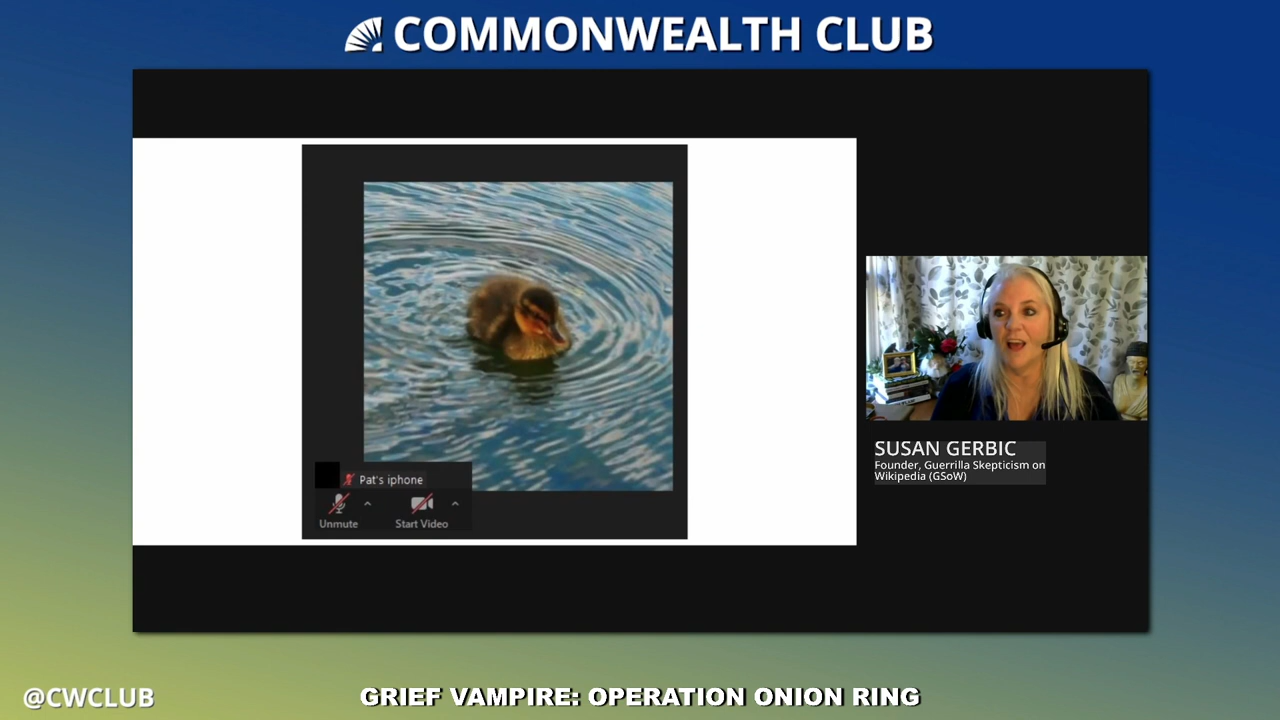 COMMONWEALTH CLUB
Pat's iphone
Unmute
Start Video
SUSAN GERBIC
Founder, Guerrilla Skepticism on
Wikipedia (GSoW)
@CWCLUB
GRIEF VAMPIRE: OPERATION ONION RING